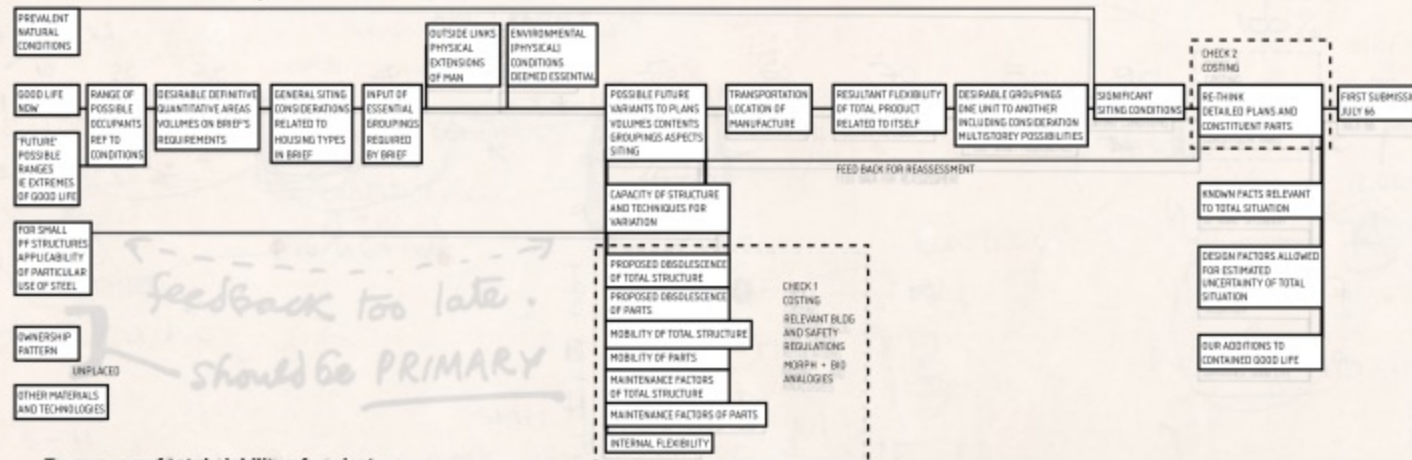 PREVALENT
NATURAL
CONDITIONS
GOOD LIFE
NOW
'FUTURE'
POSSIBLE
RANGES
IE EXTREMES
OF GOOD LIFE
RANGE OF
POSSIBLE
OCCUPANTS
REF TO
CONDITIONS
DESIRABLE DEFINITIVE
QUANTITATIVE AREAS
VOLUMES ON BRIEF'S
REQUIREMENTS
GENERAL SITING
CONSIDERATIONS
RELATED TO
HOUSING TYPES
IN BRIEF
INPUT OF
ESSENTIAL
GROUPINGS
REQUIRED
BY BRIEF
OUTSIDE LINKS
PHYSICAL
EXTENSIONS
OF MAN
ENVIRONMENTAL
(PHYSICAL)
CONDITIONS
DEEMED ESSENTIAL
POSSIBLE FUTURE
VARIANTS TO PLANS
VOLUMES CONTENTS
GROUPINGS ASPECTS
SITING
TRANSPORTATION
LOCATION OF
MANUFACTURE
RESULTANT FLEXIBILITY
OF TOTAL PRODUCT
RELATED TO ITSELF
DESIRABLE GROUPINGS
ONE UNIT TO ANOTHER
INCLUDING CONSIDERATION
MULTISTOREY POSSIBILITIES
SIGNIFICANT
SITING CONDITIONS
CHECK 2
COSTING
RE-THINK
DETAILED PLANS AND
CONSTITUENT PARTS
FIRST
JULY 66
FEED BACK FOR REASSESSMENT
CAPACITY OF STRUCTURE
AND TECHNIQUES FOR
VARIATION
KNOWN FACTS RELEVANT
TO TOTAL SITUATION
FOR SMALL
PF STRUCTURES
APPLICABILITY
OF PARTICULAR
USE OF STEEL
feedback too late.
should be PRIMARY
OWNERSHIP
PATTERN
UNPLACED
OTHER MATERIALS
AND TECHNOLOGIES
PROPOSED OBSOLESCENCE
OF TOTAL STRUCTURE
PROPOSED OBSOLESCENCE
OF PARTS
MOBILITY OF TOTAL STRUCTURE
MOBILITY OF PARTS
MAINTENANCE FACTORS
OF TOTAL STRUCTURE
MAINTENANCE FACTORS OF PARTS
INTERNAL FLEXIBILITY
CHECK 1
COSTING
RELEVANT BLDG
AND SAFETY
REGULATIONS
MORPH + BIO
ANALOGIES
DESIGN FACTORS ALLOWED
FOR ESTIMATED
UNCERTAINTY OF TOTAL
SITUATION
OUR ADDITIONS TO
CONTAINED GOOD LIFE